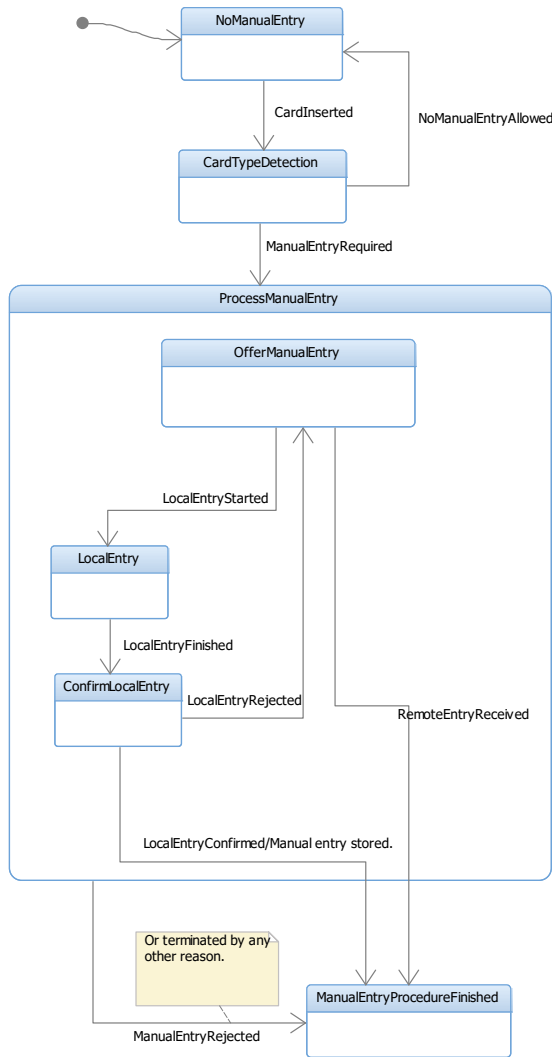 NoManualEntry
CardInserted
NoManualEntryAllowed
CardTypeDetection
ManualEntryRequired
ProcessManualEntry
OfferManualEntry
LocalEntryStarted
LocalEntry
LocalEntryFinished
ConfirmLocalEntry
LocalEntryRejected
RemoteEntryReceived
LocalEntryConfirmed/Manual entry stored.
Or terminated by any
other reason.
ManualEntryProcedureFinished
ManualEntryRejected